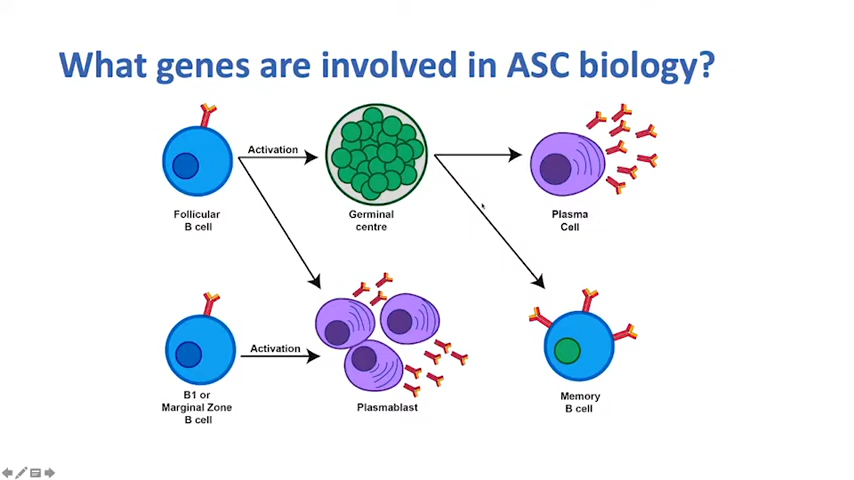 What genes are involved in ASC biology?
Activation
Follicular
B cell
Germinal
centre
Plasma
Cell
Activation
B1 or
Marginal Zone
B cell
Plasmablast
Memory
B cell